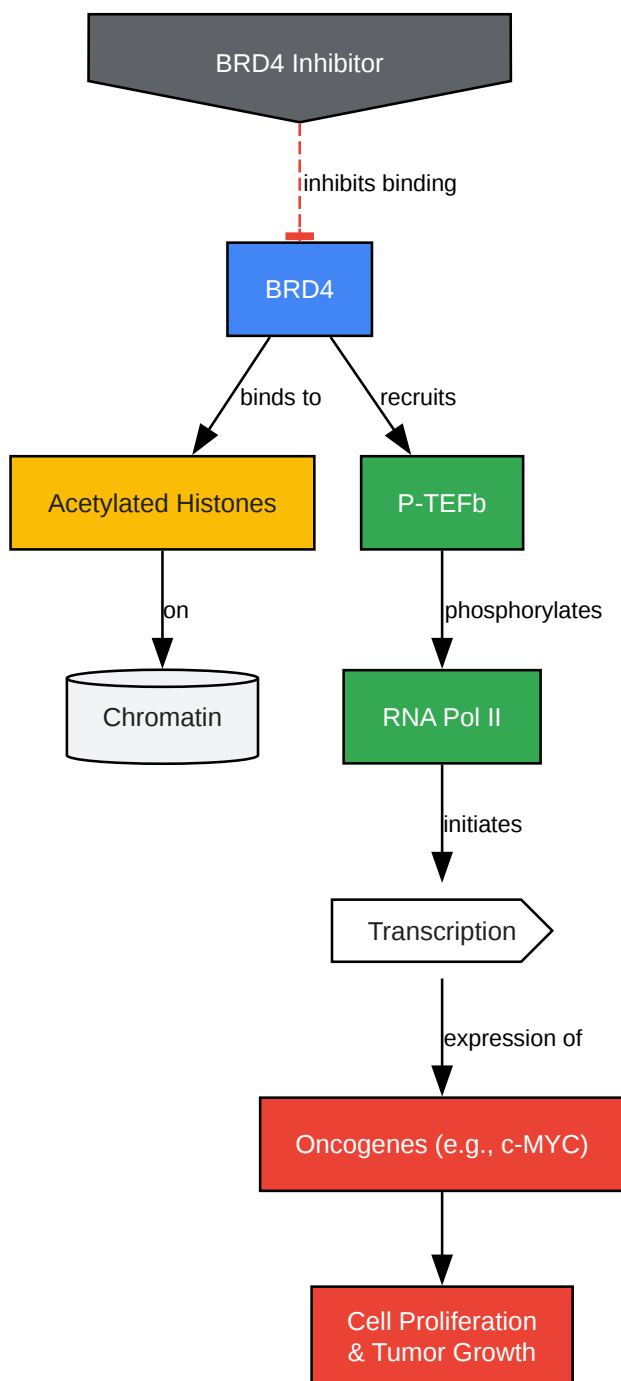 BRD4 Inhibitor
inhibits binding
BRD4
binds to
recruits
Acetylated Histones
P-TEFb
on
phosphorylates
Chromatin
RNA Pol II
initiates
Transcription
expression of
Oncogenes (e.g., c-MYC)
Cell Proliferation
& Tumor Growth